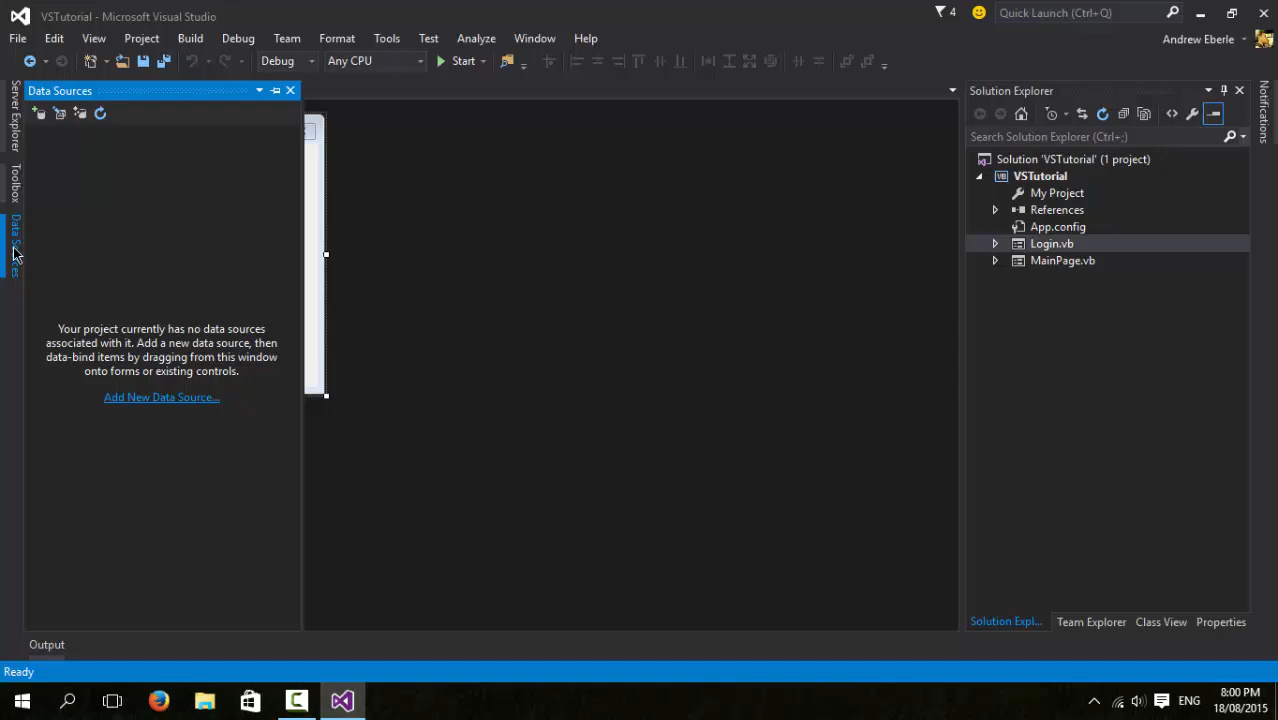 VSTutorial - Microsoft Visual Studio
4
Quick Launch (Ctrl+Q)
File Edit View Project Build Debug Team Format Tools Test Analyze Window Help
Andrew Eberle
Debug Any CPU Start
Server Explorer
Toolbox
Data Sources
Data Sources
Your project currently has no data sources
associated with it. Add a new data source, then
data-bind items by dragging from this window
onto forms or existing controls.
Add New Data Source...
Solution Explorer
Search Solution Explorer (Ctrl+;)
Solution 'VSTutorial' (1 project)
VB VSTutorial
My Project
References
App.config
Login.vb
MainPage.vb
Solution Expl... Team Explorer Class View Properties
Notifications
Output
Ready
ENG
8:00 PM
18/08/2015